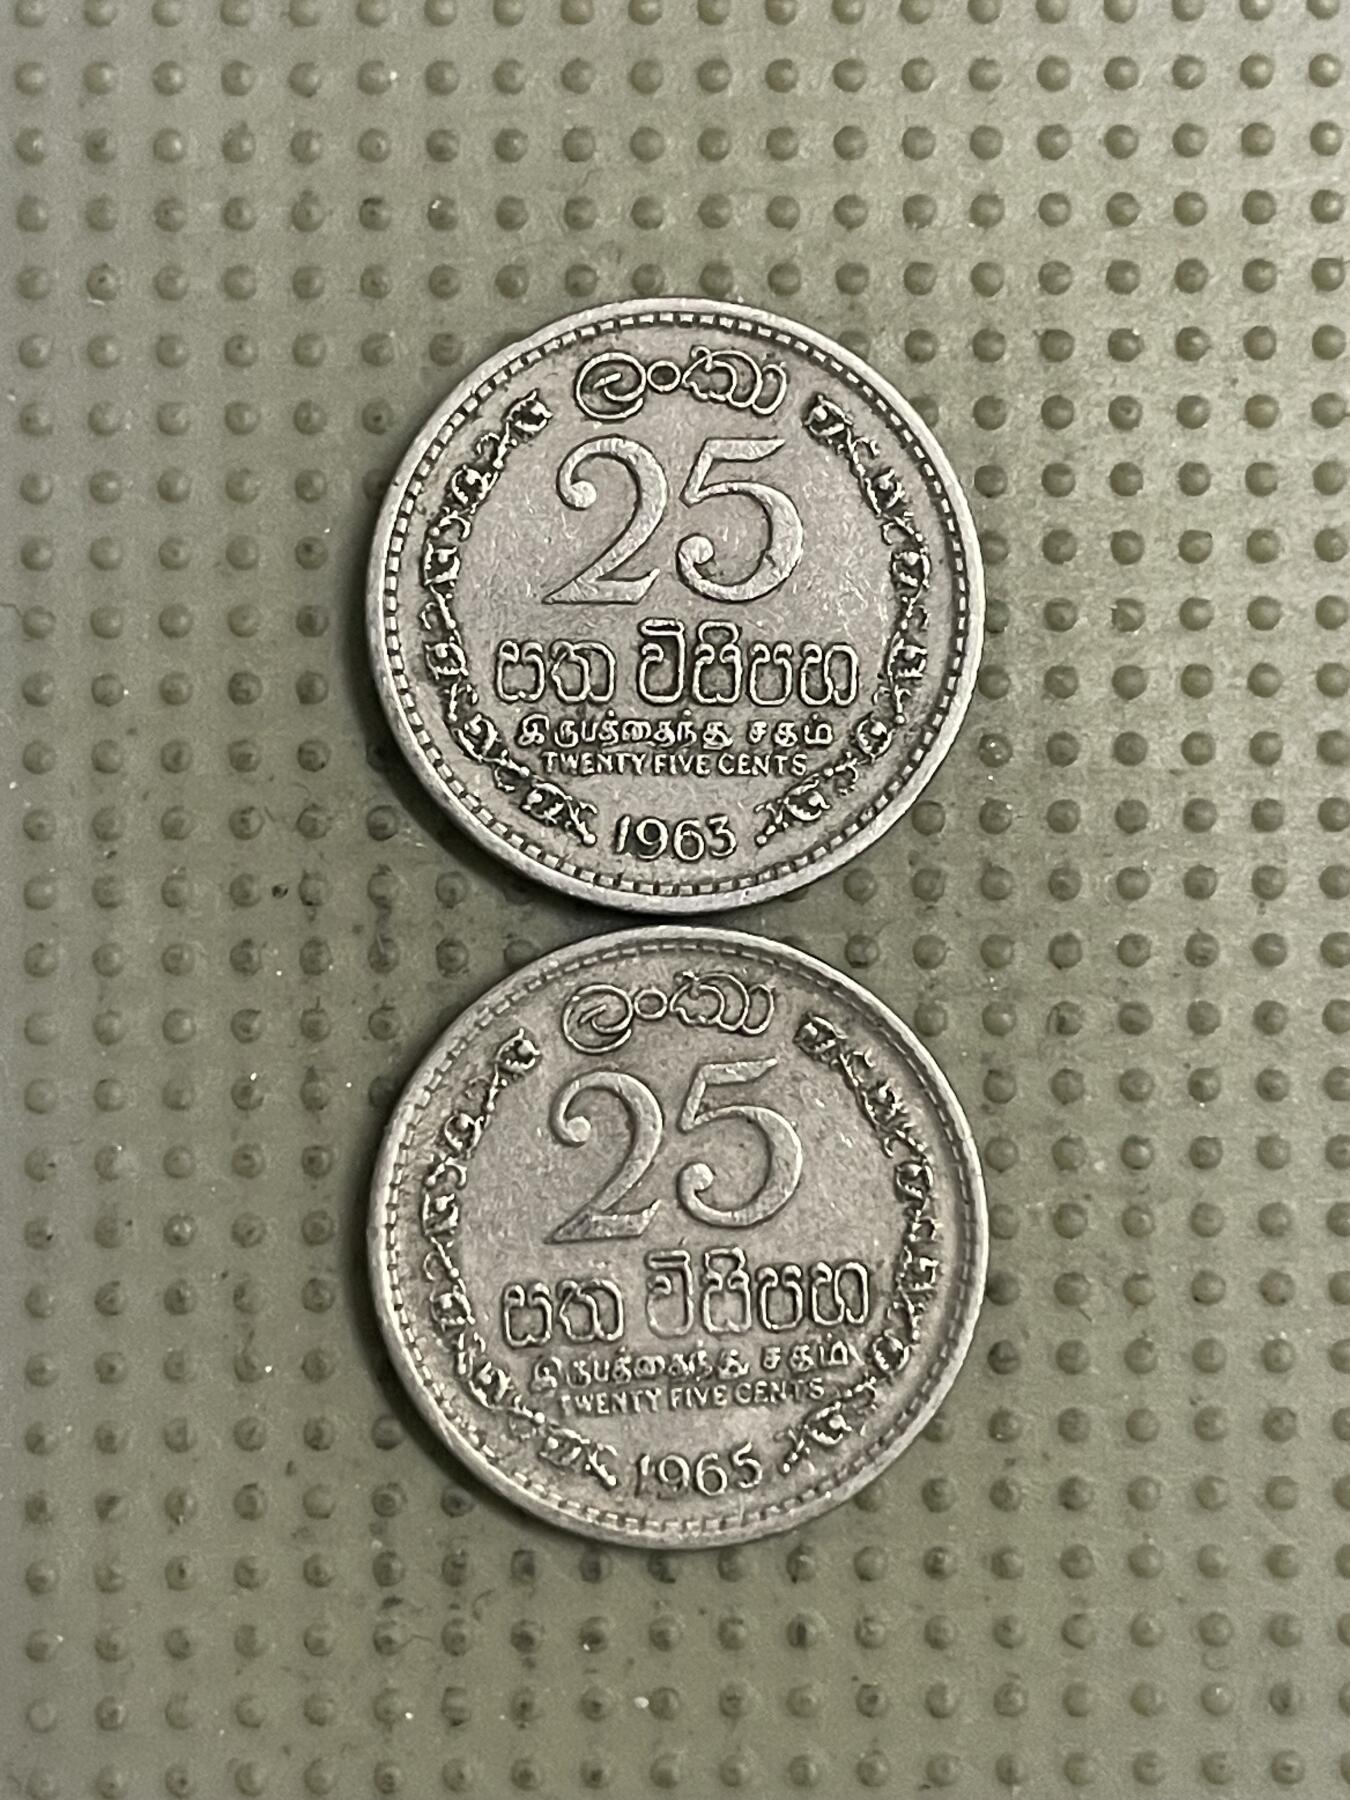 ලංකා
25
සත විසිපහ
இருபத்தைந்து சதம்
TWENTY FIVE CENTS
1963
ලංකා
25
සත විසිපහ
இருபத்தைந்து சதம்
TWENTY FIVE CENTS
1965